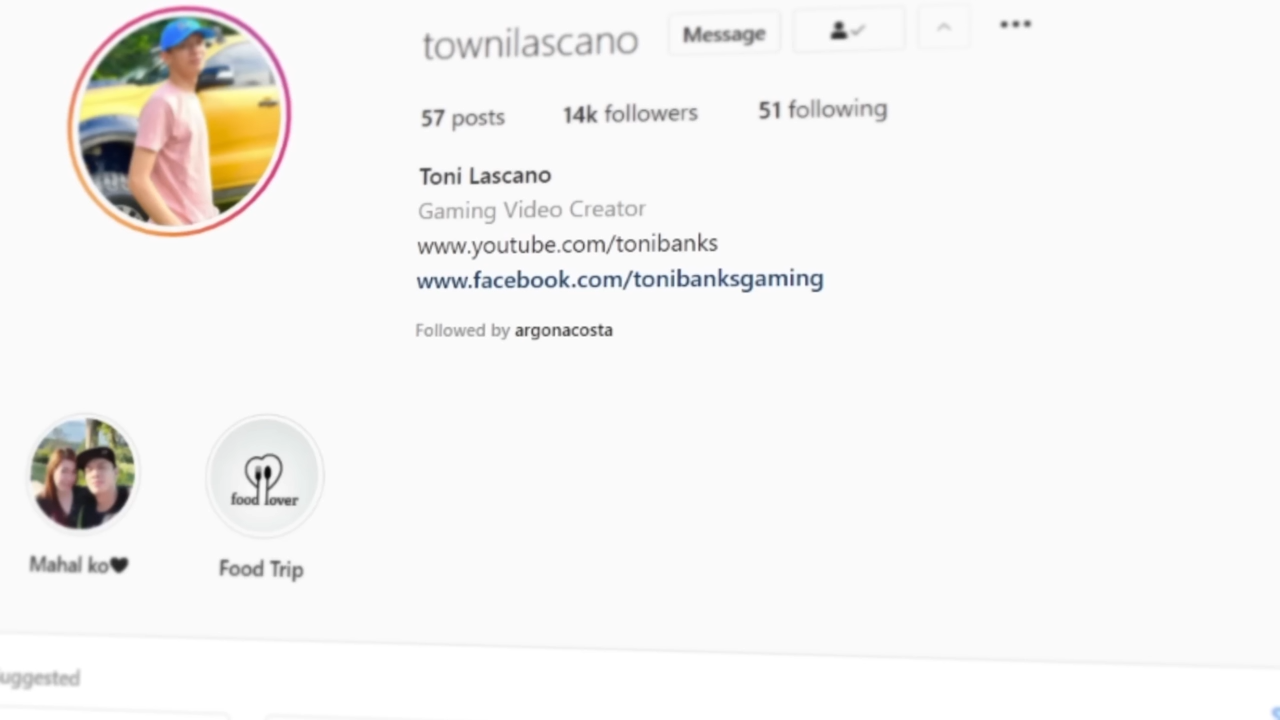 townilascano Message
57 posts 14k followers 51 following
Toni Lascano
Gaming Video Creator
www.youtube.com/tonibanks
www.facebook.com/tonibanksgaming
Followed by argonacosta
food lover
Mahal ko🖤 Food Trip
uggested